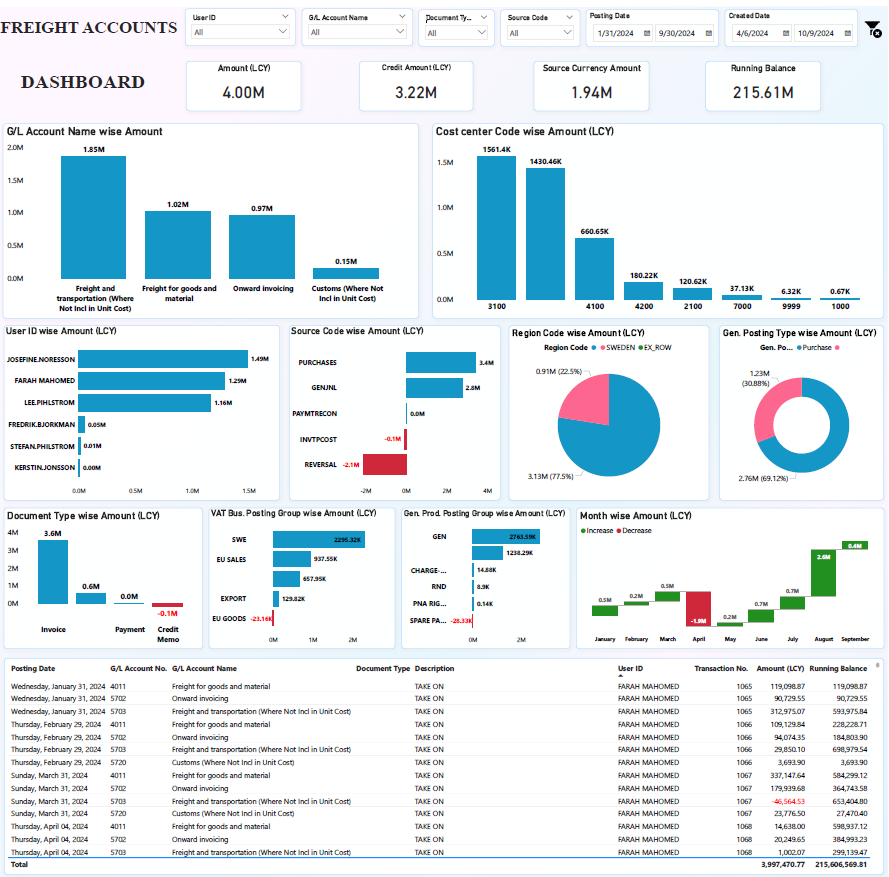 FREIGHT ACCOUNTS
DASHBOARD
User ID
All
G/L Account Name
All
Document Ty...
All
Source Code
All
Posting Date
1/31/2024 9/30/2024
Created Date
4/6/2024 10/9/2024
Amount (LCY)
4.00M
Credit Amount (LCY)
3.22M
Source Currency Amount
1.94M
Running Balance
215.61M
G/L Account Name wise Amount
2.0M
1.5M
1.0M
0.5M
0.0M
1.85M
1.02M
0.97M
0.15M
Freight and transportation (Where Not Incl in Unit Cost)
Freight for goods and material
Onward invoicing
Customs (Where Not Incl in Unit Cost)
Cost center Code wise Amount (LCY)
1.5M
1.0M
0.5M
0.0M
1561.4K
1430.46K
660.65K
180.22K
120.62K
37.13K
6.32K
0.67K
3100 4100 4200 2100 7000 9999 1000
User ID wise Amount (LCY)
JOSEFINE.NORESSON 1.49M
FARAH MAHOMED 1.29M
LEE.PIHLSTROM 1.16M
FREDRIK.BJORKMAN 0.05M
STEFAN.PHILSTROM 0.01M
KERSTIN.JONSSON 0.00M
0.0M 0.5M 1.0M 1.5M
Source Code wise Amount (LCY)
PURCHASES 3.4M
GENJNL 2.8M
PAYMTRECON 0.0M
INVTPCOST -0.1M
REVERSAL -2.1M
-2M 0M 2M 4M
Region Code wise Amount (LCY)
Region Code SWEDEN EX_ROW
0.91M (22.5%)
3.13M (77.5%)
Gen. Posting Type wise Amount (LCY)
Gen. Po... Purchase
1.23M
(30.88%)
2.76M (69.12%)
Document Type wise Amount (LCY)
4M
3M
2M
1M
0M
3.6M
0.6M
0.0M
-0.1M
Invoice Payment Credit Memo
VAT Bus. Posting Group wise Amount (LCY)
SWE 2295.32K
EU SALES 937.55K
657.95K
EXPORT 129.82K
EU GOODS -23.16K
0M 1M 2M
Gen. Prod. Posting Group wise Amount (LCY)
GEN 2763.59K
1238.29K
CHARGE-... 14.88K
RND 8.9K
PNA RIG... 0.14K
SPARE PA... -28.33K
0M 2M
Month wise Amount (LCY)
Increase Decrease
0.5M
0.2M
0.5M
-1.9M
0.2M
0.7M
0.7M
2.6M
0.4M
January February March April May June July August September
Posting Date G/L Account No. G/L Account Name Document Type Description User ID Transaction No. Amount (LCY) Running Balance
Wednesday, January 31, 2024 4011 Freight for goods and material TAKE ON FARAH MAHOMED 1065 119,098.87 119,098.87
Wednesday, January 31, 2024 5702 Onward invoicing TAKE ON FARAH MAHOMED 1065 90,729.55 90,729.55
Wednesday, January 31, 2024 5703 Freight and transportation (Where Not Incl in Unit Cost) TAKE ON FARAH MAHOMED 1065 312,975.07 593,975.84
Thursday, February 29, 2024 4011 Freight for goods and material TAKE ON FARAH MAHOMED 1066 109,129.84 228,228.71
Thursday, February 29, 2024 5702 Onward invoicing TAKE ON FARAH MAHOMED 1066 94,074.35 184,803.90
Thursday, February 29, 2024 5703 Freight and transportation (Where Not Incl in Unit Cost) TAKE ON FARAH MAHOMED 1066 29,850.10 698,979.54
Thursday, February 29, 2024 5720 Customs (Where Not Incl in Unit Cost) TAKE ON FARAH MAHOMED 1066 3,693.90 3,693.90
Sunday, March 31, 2024 4011 Freight for goods and material TAKE ON FARAH MAHOMED 1067 337,147.64 584,299.12
Sunday, March 31, 2024 5702 Onward invoicing TAKE ON FARAH MAHOMED 1067 179,939.68 364,743.58
Sunday, March 31, 2024 5703 Freight and transportation (Where Not Incl in Unit Cost) TAKE ON FARAH MAHOMED 1067 -46,564.53 653,404.80
Sunday, March 31, 2024 5720 Customs (Where Not Incl in Unit Cost) TAKE ON FARAH MAHOMED 1067 23,776.50 27,470.40
Thursday, April 04, 2024 4011 Freight for goods and material TAKE ON FARAH MAHOMED 1068 14,638.00 598,937.12
Thursday, April 04, 2024 5702 Onward invoicing TAKE ON FARAH MAHOMED 1068 20,249.65 384,993.23
Thursday, April 04, 2024 5703 Freight and transportation (Where Not Incl in Unit Cost) TAKE ON FARAH MAHOMED 1068 1,002.07 299,139.47
Total 3,997,470.77 215,606,569.81